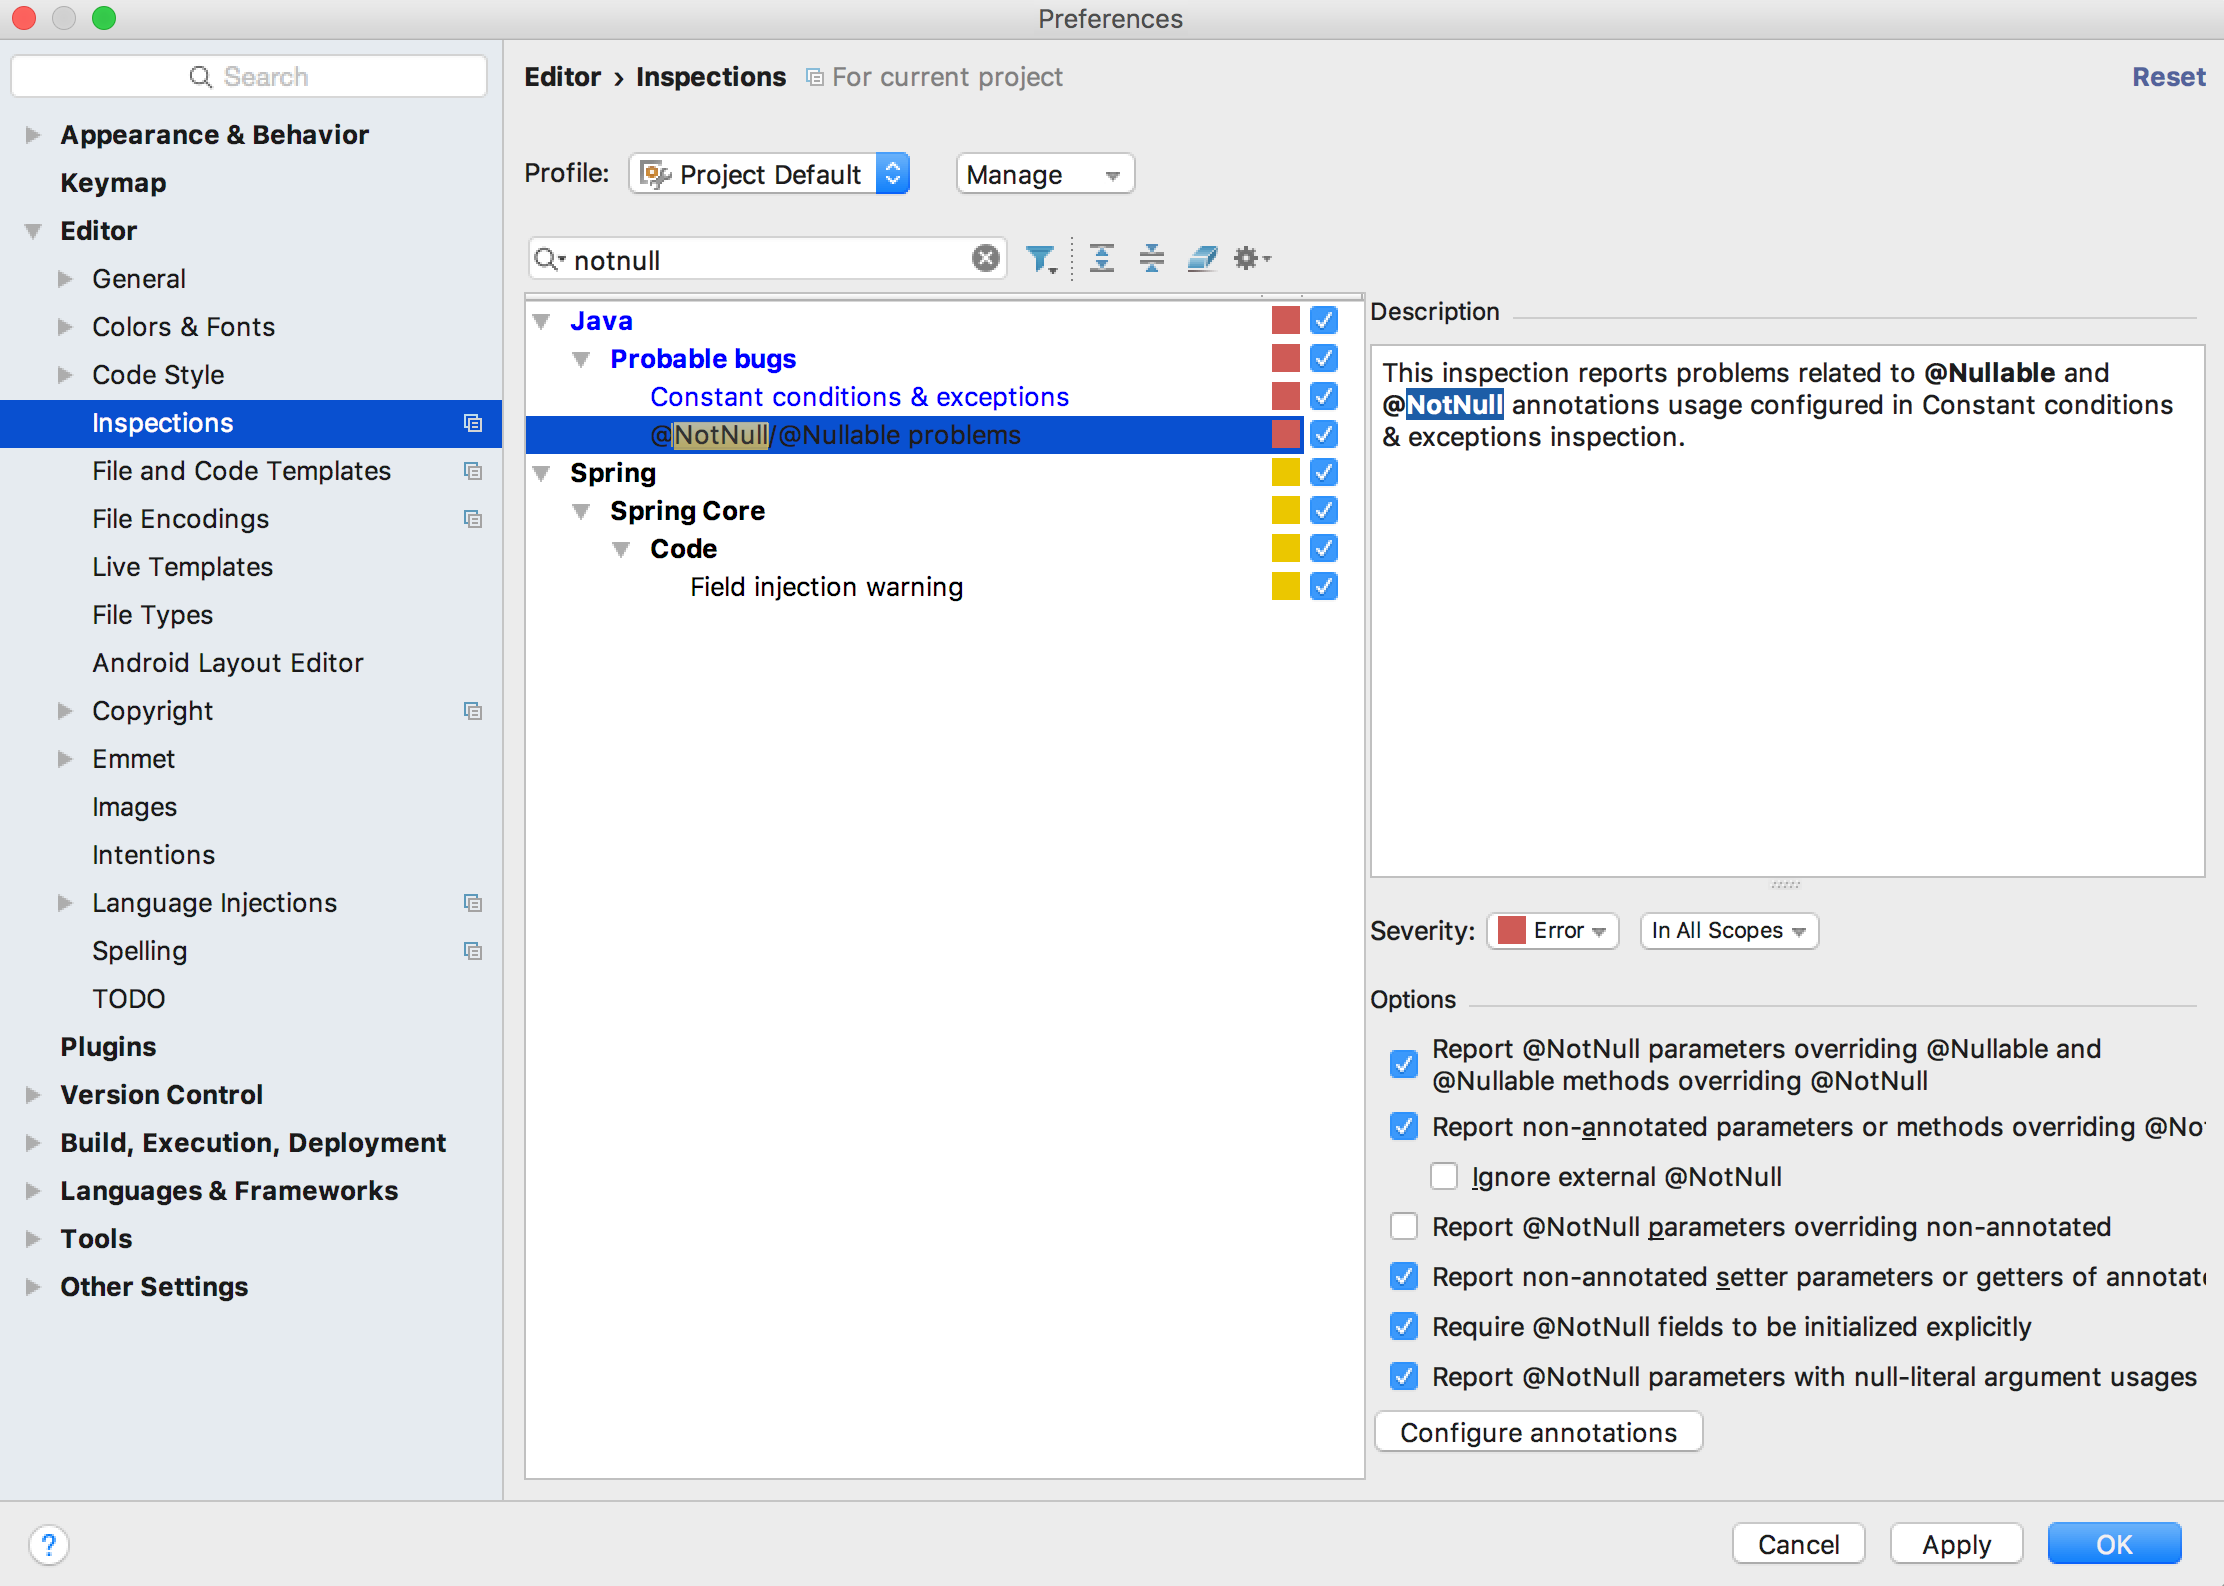 Preferences
Search
Appearance & Behavior
Keymap
Editor
General
Colors & Fonts
Code Style
Inspections
File and Code Templates
File Encodings
Live Templates
File Types
Android Layout Editor
Copyright
Emmet
Images
Intentions
Language Injections
Spelling
TODO
Plugins
Version Control
Build, Execution, Deployment
Languages & Frameworks
Tools
Other Settings
?
Editor › Inspections For current project
Reset
Profile: Project Default Manage
notnull
Java
Probable bugs
Constant conditions & exceptions
@NotNull/@Nullable problems
Spring
Spring Core
Code
Field injection warning
Description
This inspection reports problems related to @Nullable and
@NotNull annotations usage configured in Constant conditions
& exceptions inspection.
Severity: Error In All Scopes
Options
Report @NotNull parameters overriding @Nullable and
@Nullable methods overriding @NotNull
Report non-annotated parameters or methods overriding @No
Ignore external @NotNull
Report @NotNull parameters overriding non-annotated
Report non-annotated setter parameters or getters of annotat
Require @NotNull fields to be initialized explicitly
Report @NotNull parameters with null-literal argument usages
Configure annotations
Cancel Apply OK